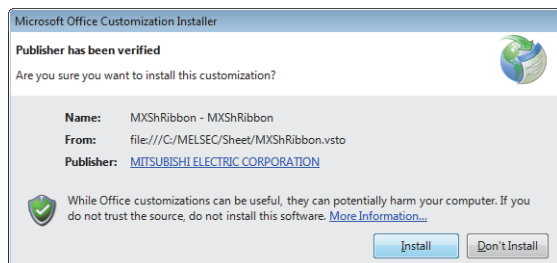 Microsoft Office Customization Installer
Publisher has been verified
Are you sure you want to install this customization?
Name: MXShRibbon - MXShRibbon
From: file:///C:/MELSEC/Sheet/MXShRibbon.vsto
Publisher: MITSUBISHI ELECTRIC CORPORATION
While Office customizations can be useful, they can potentially harm your computer. If you
do not trust the source, do not install this software. More Information...
Install Don't Install